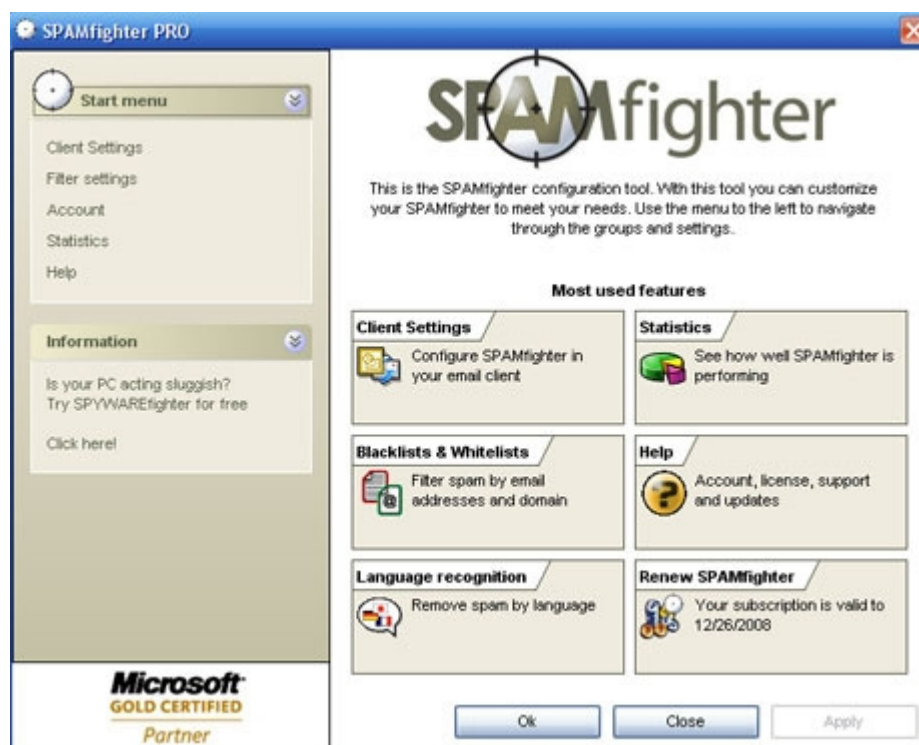 SPAMfighter PRO
Start menu
Client Settings
Filter settings
Account
Statistics
Help
Information
Is your PC acting sluggish?
Try SPYWAREfighter for free
Click here!
Microsoft
GOLD CERTIFIED
Partner
SPAMfighter
This is the SPAMfighter configuration tool. With this tool you can customize
your SPAMfighter to meet your needs. Use the menu to the left to navigate
through the groups and settings.
Most used features
Client Settings
Configure SPAMfighter in
your email client
Statistics
See how well SPAMfighter is
performing
Blacklists & Whitelists
Filter spam by email
addresses and domain
Help
Account, license, support
and updates
Language recognition
Remove spam by language
Renew SPAMfighter
Your subscription is valid to
12/26/2008
Ok
Close
Apply